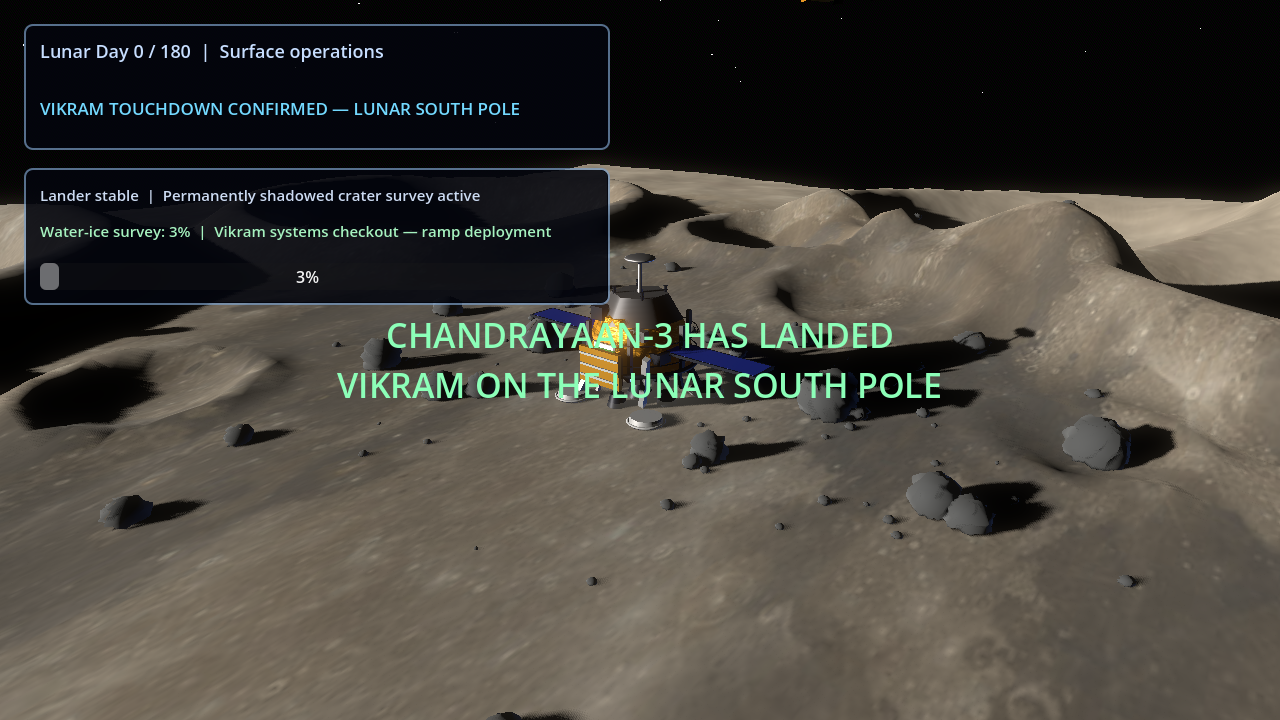 Lunar Day 0 / 180 | Surface operations
VIKRAM TOUCHDOWN CONFIRMED — LUNAR SOUTH POLE
Lander stable | Permanently shadowed crater survey active
Water-ice survey: 3% | Vikram systems checkout — ramp deployment
3%
CHANDRAYAAN-3 HAS LANDED
VIKRAM ON THE LUNAR SOUTH POLE